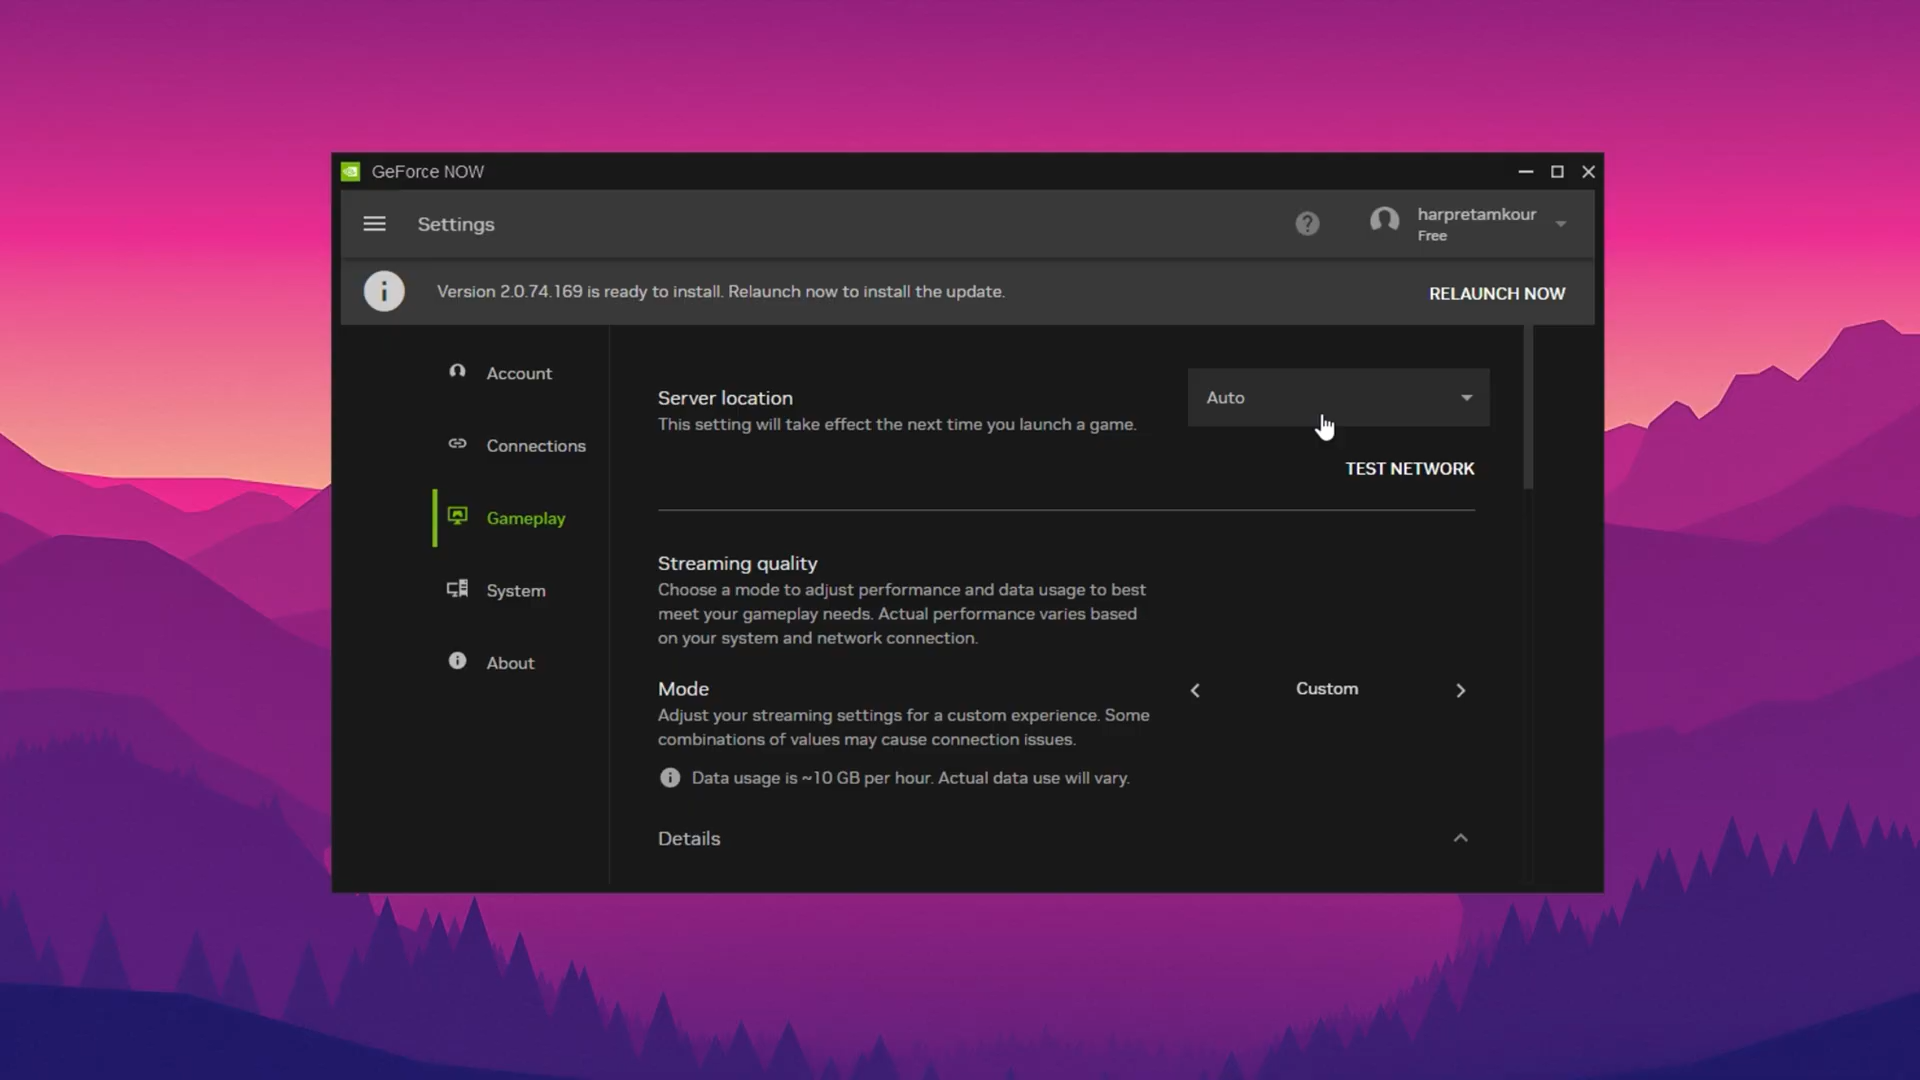 GeForce NOW
Settings
harpretamkour
Free
Version 2.0.74.169 is ready to install. Relaunch now to install the update.
RELAUNCH NOW
Account
Connections
Gameplay
System
About
Server location
This setting will take effect the next time you launch a game.
Auto
TEST NETWORK
Streaming quality
Choose a mode to adjust performance and data usage to best
meet your gameplay needs. Actual performance varies based
on your system and network connection.
Mode
Custom
Adjust your streaming settings for a custom experience. Some
combinations of values may cause connection issues.
Data usage is ~10 GB per hour. Actual data use will vary.
Details